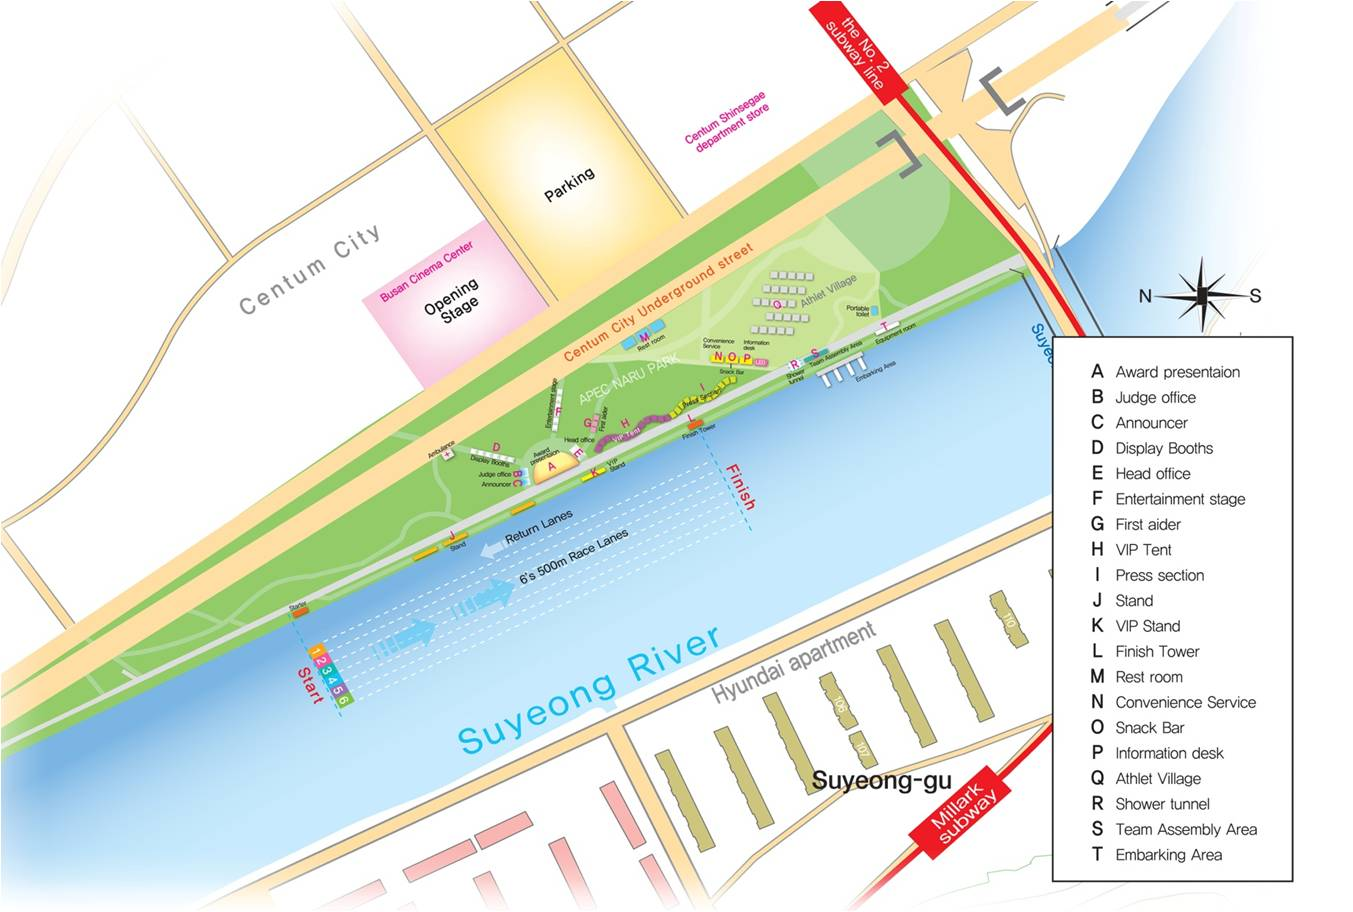 the No. 2
subway line
Centum Shinsegae
department store
Parking
Centum City
Busan Cinema Center
Opening
Stage
Centum City Underground street
M
Rest room
Q
Athlet Village
Portable
toilet
T
Equipment room
Convenience
Service
Information
desk
N O P
Snack Bar
R
S
Shower
tunnel
Team Assembly Area
Embarking Area
APEC NARU PARK
Entertainment stage
F
G
First aider
H
VIP Tent
I
Press Section
L
Finish Tower
Head office
E
Award
presentaion
A
K
VIP
Stand
Ambulance
D
Display Booths
Judge office
B
Announcer
C
J
Stand
Starter
Return Lanes
6's 500m Race Lanes
Finish
Start
1
2
3
4
5
6
Suyeong River
Suye
Hyundai apartment
110
106
107
Suyeong-gu
Millark
subway
N
S
A Award presentaion
B Judge office
C Announcer
D Display Booths
E Head office
F Entertainment stage
G First aider
H VIP Tent
I Press section
J Stand
K VIP Stand
L Finish Tower
M Rest room
N Convenience Service
O Snack Bar
P Information desk
Q Athlet Village
R Shower tunnel
S Team Assembly Area
T Embarking Area